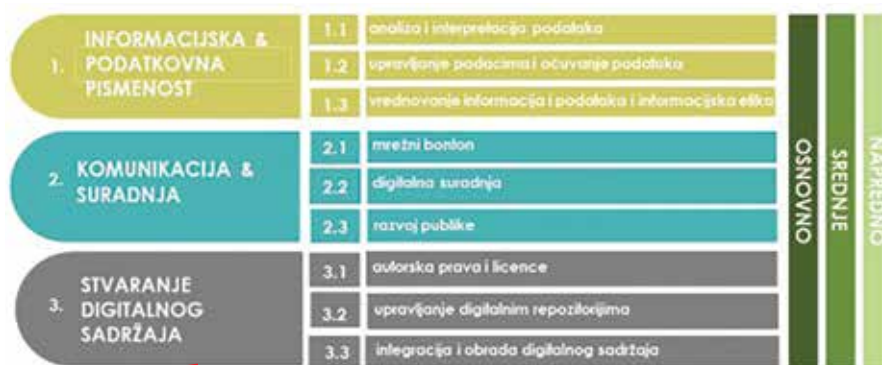 1. INFORMACIJSKA &
PODATKOVNA
PISMENOST
1.1 analiza i interpretacija podataka
1.2 upravljanje podacima i očuvanje podataka
1.3 vrednovanje informacija i podataka i informacijska etika
2. KOMUNIKACIJA &
SURADNJA
2.1 mrežni bonton
2.2 digitalna suradnja
2.3 razvoj publike
3. STVARANJE
DIGITALNOG
SADRŽAJA
3.1 autorska prava i licence
3.2 upravljanje digitalnim repozitorijima
3.3 integracija i obrada digitalnog sadržaja
OSNOVNO
SREDNJE
NAPREDNO